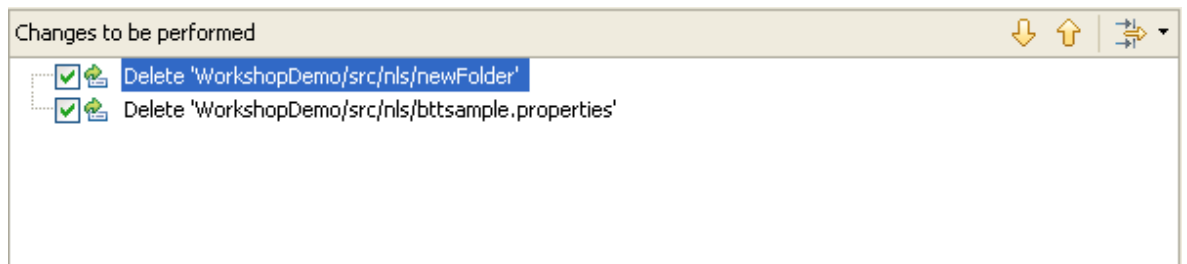 Changes to be performed
Delete 'WorkshopDemo/src/nls/newFolder'
Delete 'WorkshopDemo/src/nls/bttsample.properties'